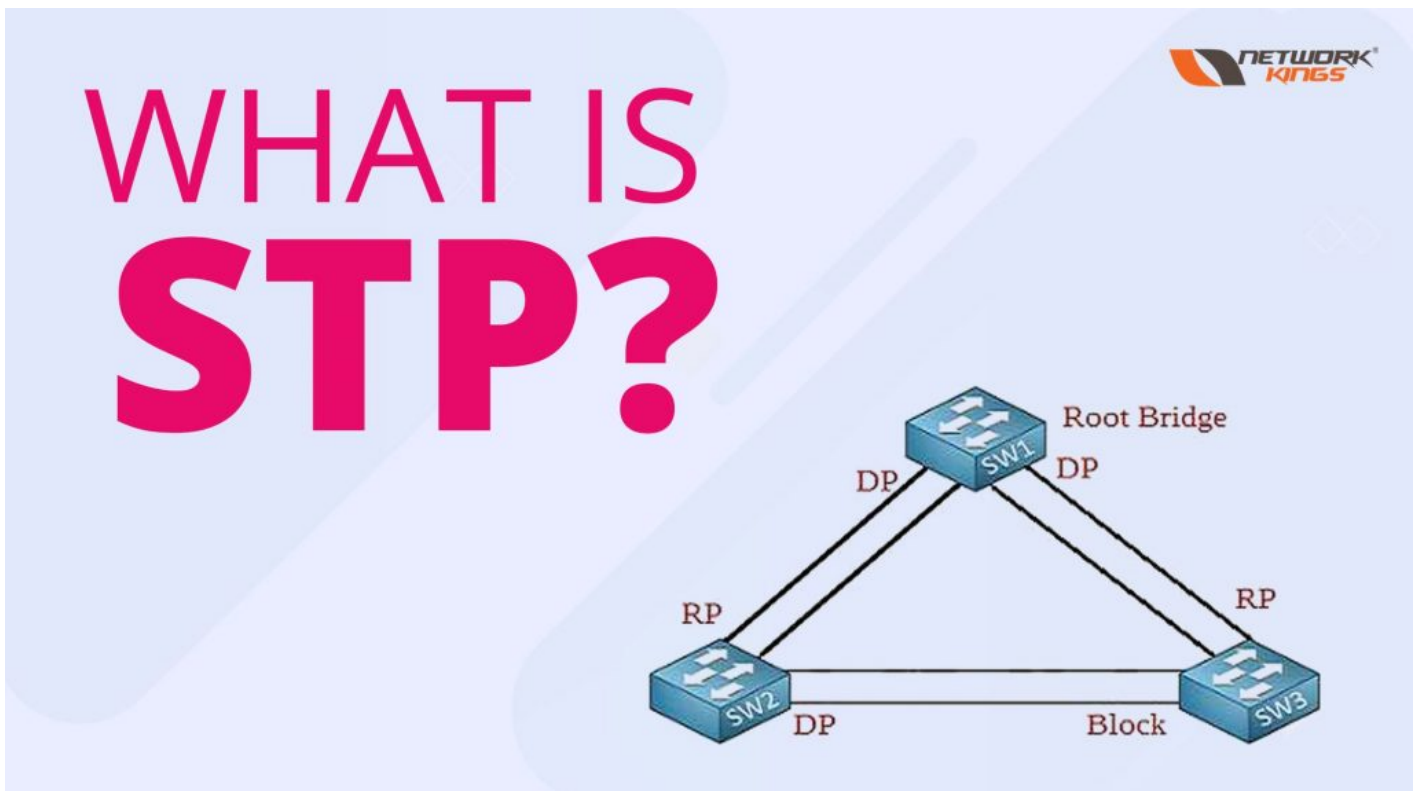 NETWORK®
KINGS
WHAT IS
STP?
Root Bridge
SW1
DP
DP
RP
RP
SW2
SW3
DP
Block